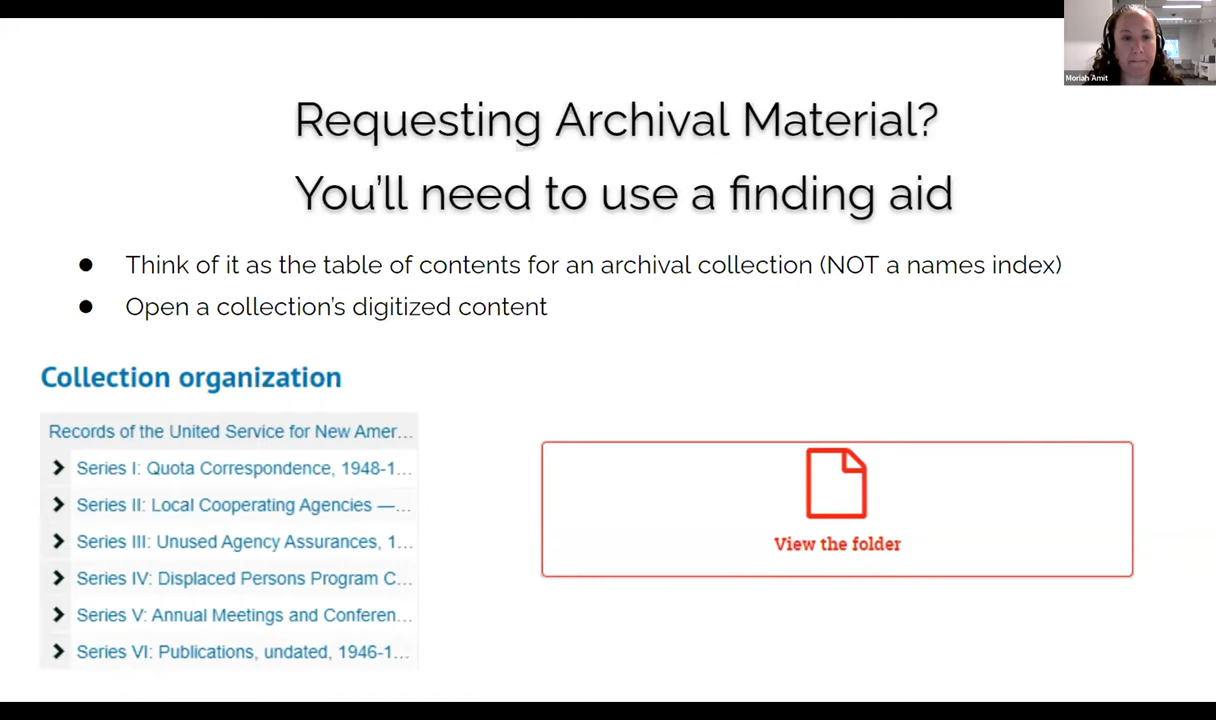 Moriah Amit
Requesting Archival Material?
You'll need to use a finding aid
● Think of it as the table of contents for an archival collection (NOT a names index)
● Open a collection's digitized content
Collection organization
Records of the United Service for New Amer...
Series I: Quota Correspondence, 1948-1...
Series II: Local Cooperating Agencies —...
Series III: Unused Agency Assurances, 1...
Series IV: Displaced Persons Program C...
Series V: Annual Meetings and Conferen...
Series VI: Publications, undated, 1946-1...
View the folder